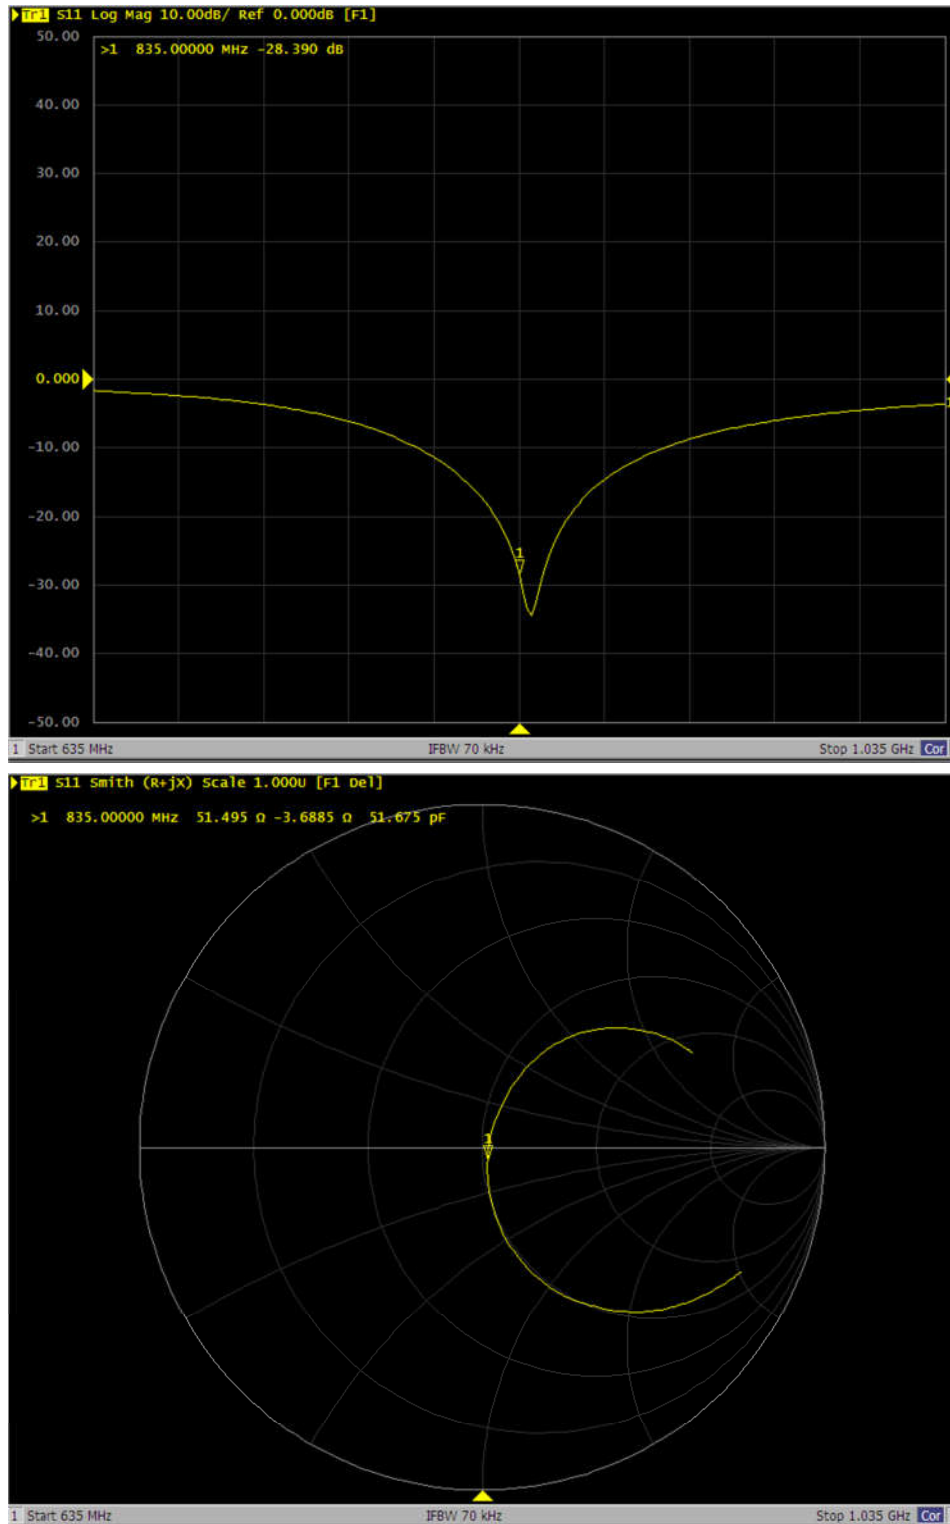 Tr1 S11 Log Mag 10.00dB/ Ref 0.000dB [F1]
50.00
>1 835.00000 MHz -28.390 dB
40.00
30.00
20.00
10.00
0.000
1
-10.00
-20.00
1
-30.00
-40.00
-50.00
1 Start 635 MHz IFBW 70 kHz Stop 1.035 GHz Cor
Tr1 S11 Smith (R+jX) Scale 1.000U [F1 Del]
>1 835.00000 MHz 51.495 Ω -3.6885 Ω 51.675 pF
1
1 Start 635 MHz IFBW 70 kHz Stop 1.035 GHz Cor